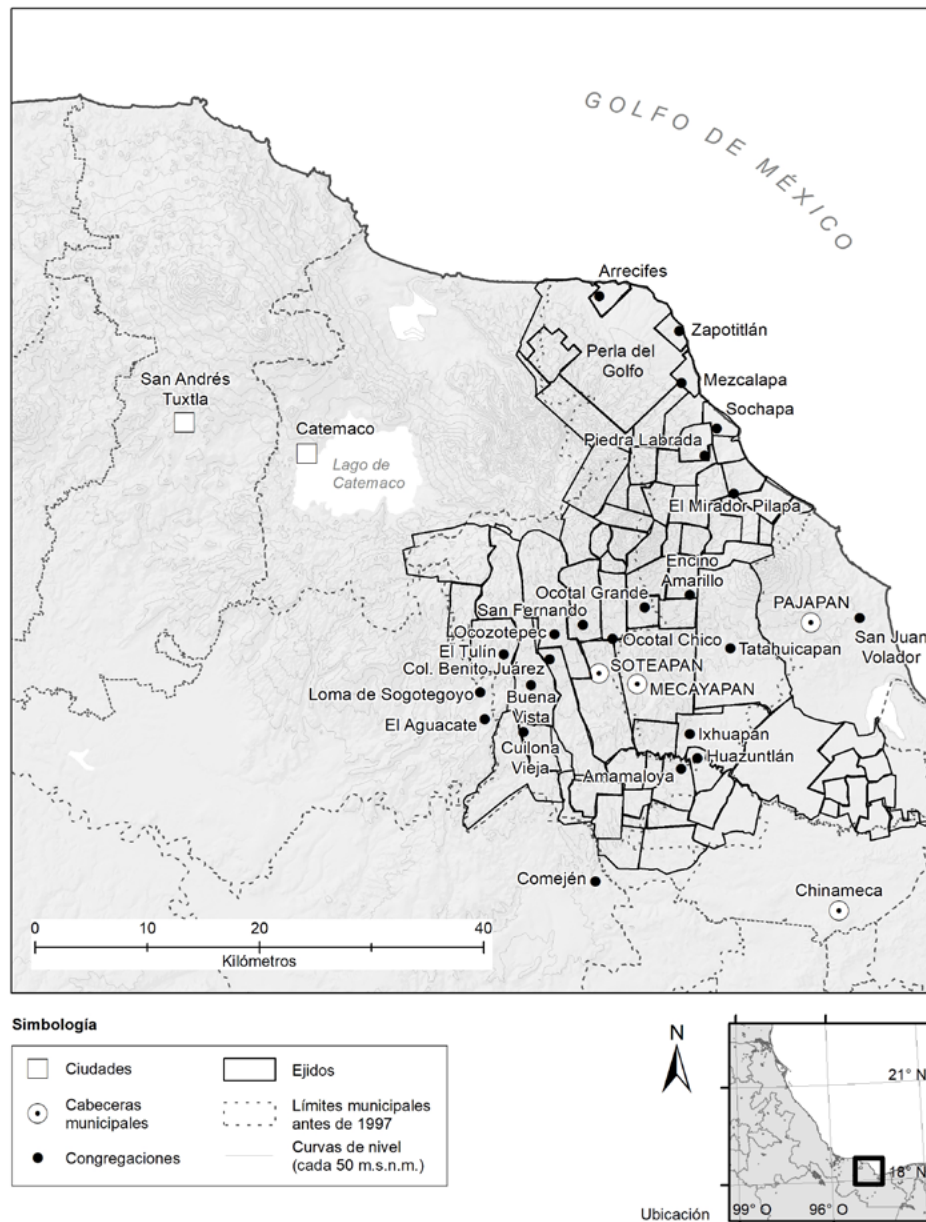 GOLFO DE MÉXICO
Arrecifes
Zapotitlán
Perla del
Golfo
Mezcalapa
San Andrés
Tuxtla
Sochapa
Catemaco
Piedra Labrada
Lago de
Catemaco
El Mirador Pilapa
Encino
Amarillo
Ocotal Grande
San Fernando
PAJAPAN
Ocozotepec
Ocotal Chico
San Juan
Volador
El Tulín
Tatahuicapan
Col. Benito Juárez
SOTEAPAN
Loma de Sogotegoyo
Buena
Vista
MECAYAPAN
El Aguacate
Ixhuapán
Cuilona
Vieja
Huazuntlán
Amamaloya
Comején
Chinameca
0 10 20 40
Kilómetros
Simbología
Ciudades
Cabeceras
municipales
Congregaciones
Ejidos
Límites municipales
antes de 1997
Curvas de nivel
(cada 50 m.s.n.m.)
N
21° N
18° N
99° O 96° O
Ubicación